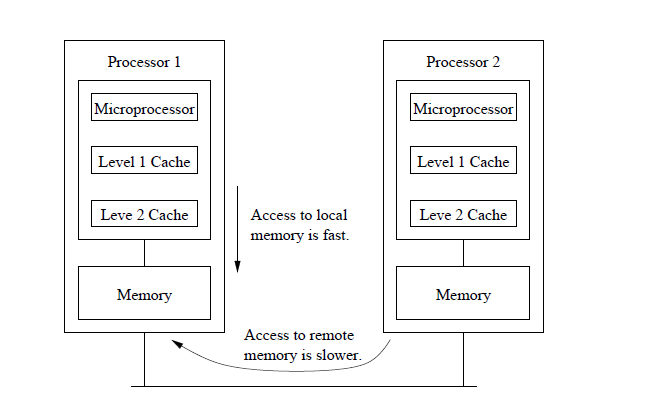 Processor 1
Microprocessor
Level 1 Cache
Leve 2 Cache
Memory
Access to local
memory is fast.
Access to remote
memory is slower.
Processor 2
Microprocessor
Level 1 Cache
Leve 2 Cache
Memory